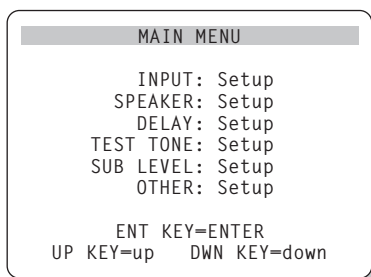 MAIN MENU
INPUT: Setup
SPEAKER: Setup
DELAY: Setup
TEST TONE: Setup
SUB LEVEL: Setup
OTHER: Setup
ENT KEY=ENTER
UP KEY=up DWN KEY=down